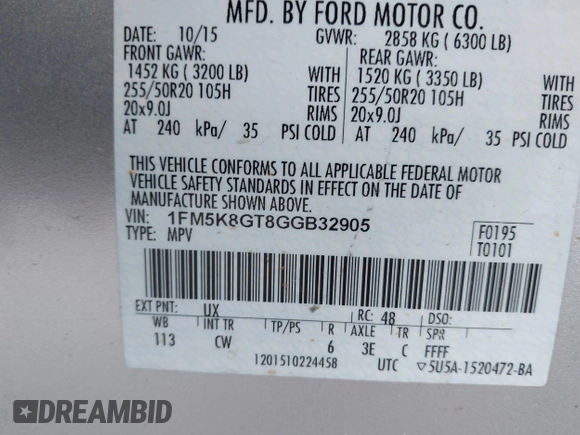 MFD. BY FORD MOTOR CO.
DATE: 10/15 GVWR: 2858 KG ( 6300 LB)
FRONT GAWR: REAR GAWR:
1452 KG ( 3200 LB) WITH 1520 KG ( 3350 LB) WITH
255/50R20 105H TIRES 255/50R20 105H TIRES
20x9.0J RIMS 20x9.0J RIMS
AT 240 kPa/ 35 PSI COLD AT 240 kPa/ 35 PSI COLD
THIS VEHICLE CONFORMS TO ALL APPLICABLE FEDERAL MOTOR
VEHICLE SAFETY STANDARDS IN EFFECT ON THE DATE OF
MANUFACTURE SHOWN ABOVE.
VIN: 1FM5K8GT8GGB32905 F0195
TYPE: MPV T0101
EXT PNT: UX RC: 48 DSO:
WB INT TR TP/PS R AXLE TR SPR
113 CW 6 3E C FFFF
1201510224458 UTC ▽5U5A-1520472-BA
DREAMBID